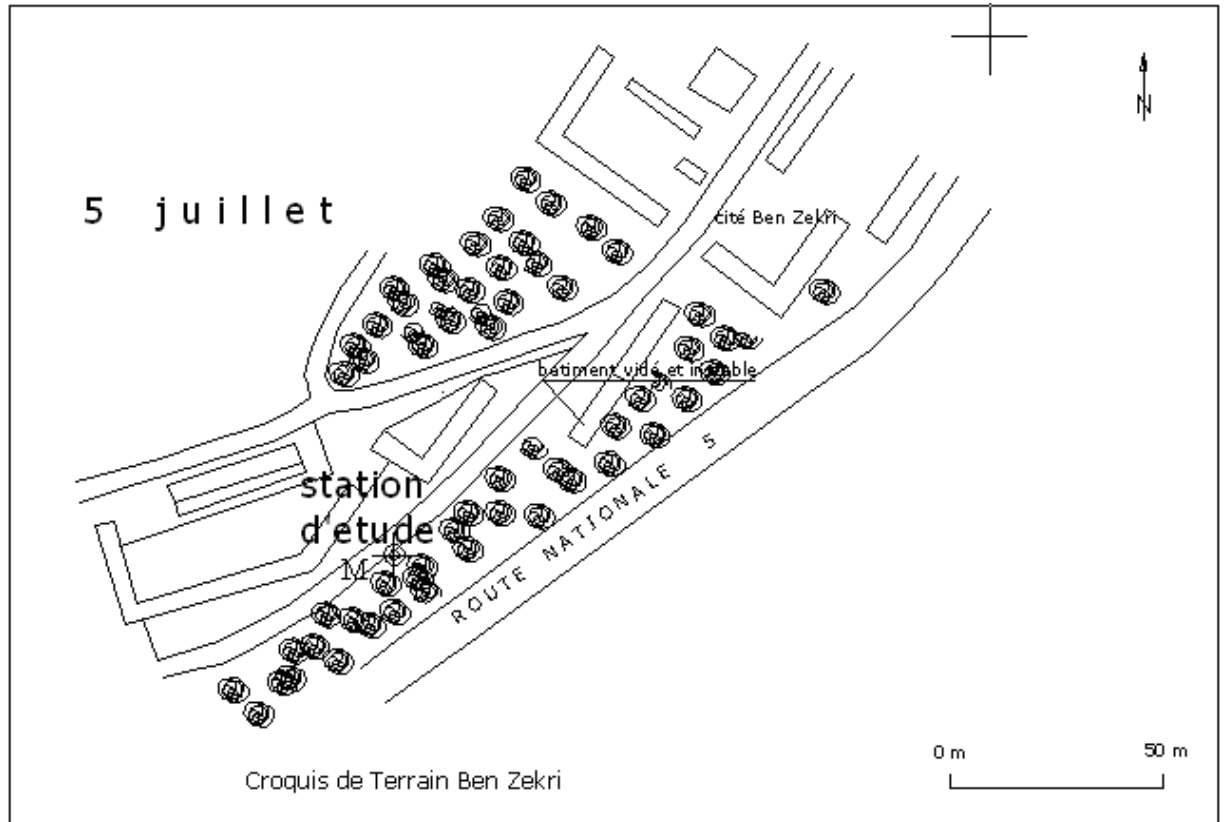 N
5 juillet
cité Ben Zekri
batiment vidé et instable
station
d'etude
M
ROUTE NATIONALE 5
0 m 50 m
Croquis de Terrain Ben Zekri